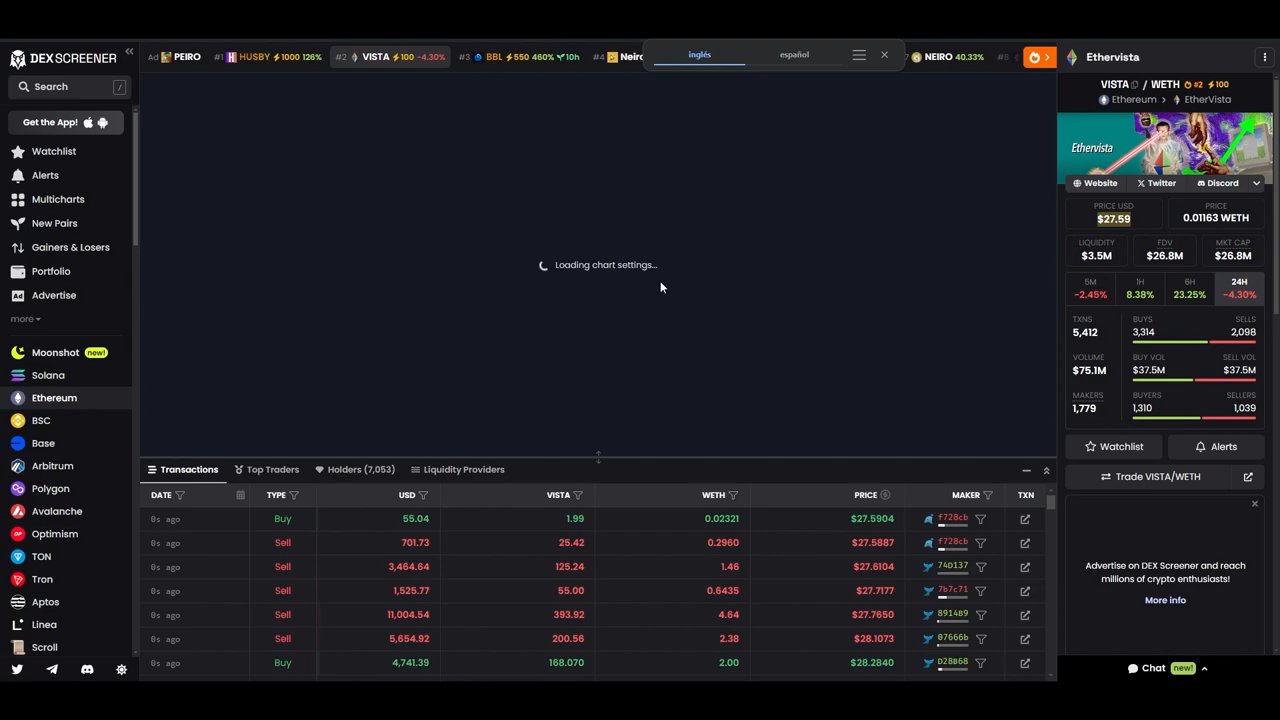 DEXSCREENER
Search /
Get the App!
Watchlist
Alerts
Multicharts
New Pairs
Gainers & Losers
Portfolio
Ad Advertise
more
Moonshot new!
Solana
Ethereum
BSC
Base
Arbitrum
Polygon
Avalanche
Optimism
TON
Tron
Aptos
Linea
Scroll
Ad PEIRO #1 HUSBY 1000 126% #2 VISTA 100 -4.30% #3 BBL 550 460% 10h #4 Neiro
inglés español
7 NEIRO 40.33% #8
Loading chart settings...
Transactions Top Traders Holders (7,053) Liquidity Providers
DATE TYPE USD VISTA WETH PRICE MAKER TXN
0s ago Buy 55.04 1.99 0.02321 $27.5904 f728cb
0s ago Sell 701.73 25.42 0.2960 $27.5887 f728cb
0s ago Sell 3,464.64 125.24 1.46 $27.6104 74D137
0s ago Sell 1,525.77 55.00 0.6435 $27.7177 7b7c71
0s ago Sell 11,004.54 393.92 4.64 $27.7650 8914B9
0s ago Sell 5,654.92 200.56 2.38 $28.1073 07666b
0s ago Buy 4,741.39 168.070 2.00 $28.2840 D28B68
Ethervista
VISTA / WETH #2 100
Ethereum > EtherVista
Ethervista
Website Twitter Discord
PRICE USD PRICE
$27.59 0.01163 WETH
LIQUIDITY FDV MKT CAP
$3.5M $26.8M $26.8M
5M 1H 6H 24H
-2.45% 8.38% 23.25% -4.30%
TXNS BUYS SELLS
5,412 3,314 2,098
VOLUME BUY VOL SELL VOL
$75.1M $37.5M $37.5M
MAKERS BUYERS SELLERS
1,779 1,310 1,039
Watchlist Alerts
Trade VISTA/WETH
Advertise on DEX Screener and reach
millions of crypto enthusiasts!
More info
Chat new!